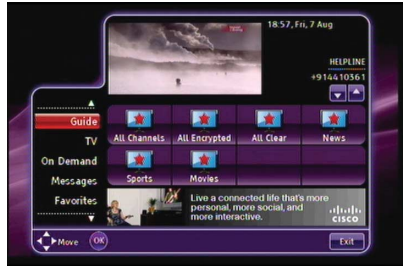 18:57, Fri, 7 Aug
HELPLINE
+914410361
Guide
TV
On Demand
Messages
Favorites
All Channels
All Encrypted
All Clear
News
Sports
Movies
Live a connected life that's more
personal, more social, and
more interactive.
cisco
Move
OK
Exit